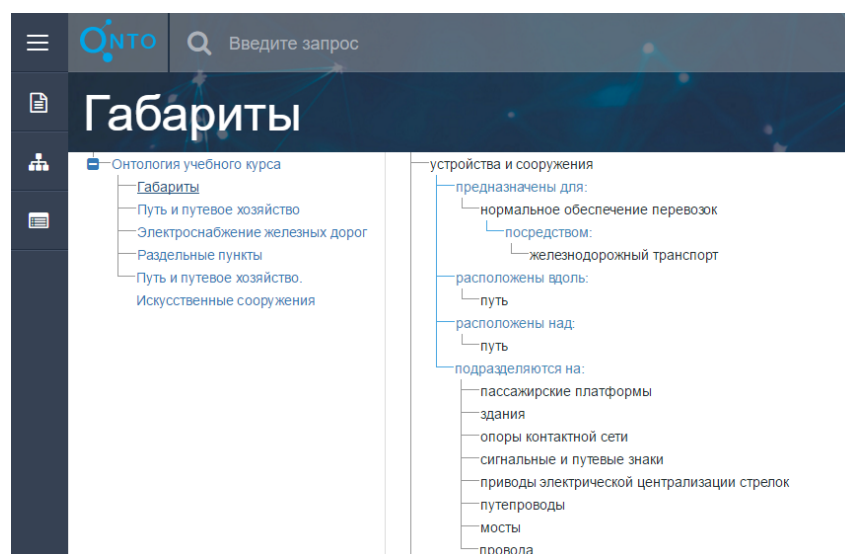 ONTO
Введите запрос
Габариты
Онтология учебного курса
Габариты
Путь и путевое хозяйство
Электроснабжение железных дорог
Раздельные пункты
Путь и путевое хозяйство.
Искусственные сооружения
устройства и сооружения
предназначены для:
нормальное обеспечение перевозок
посредством:
железнодорожный транспорт
расположены вдоль:
путь
расположены над:
путь
подразделяются на:
пассажирские платформы
здания
опоры контактной сети
сигнальные и путевые знаки
приводы электрической централизации стрелок
путепроводы
мосты
провода